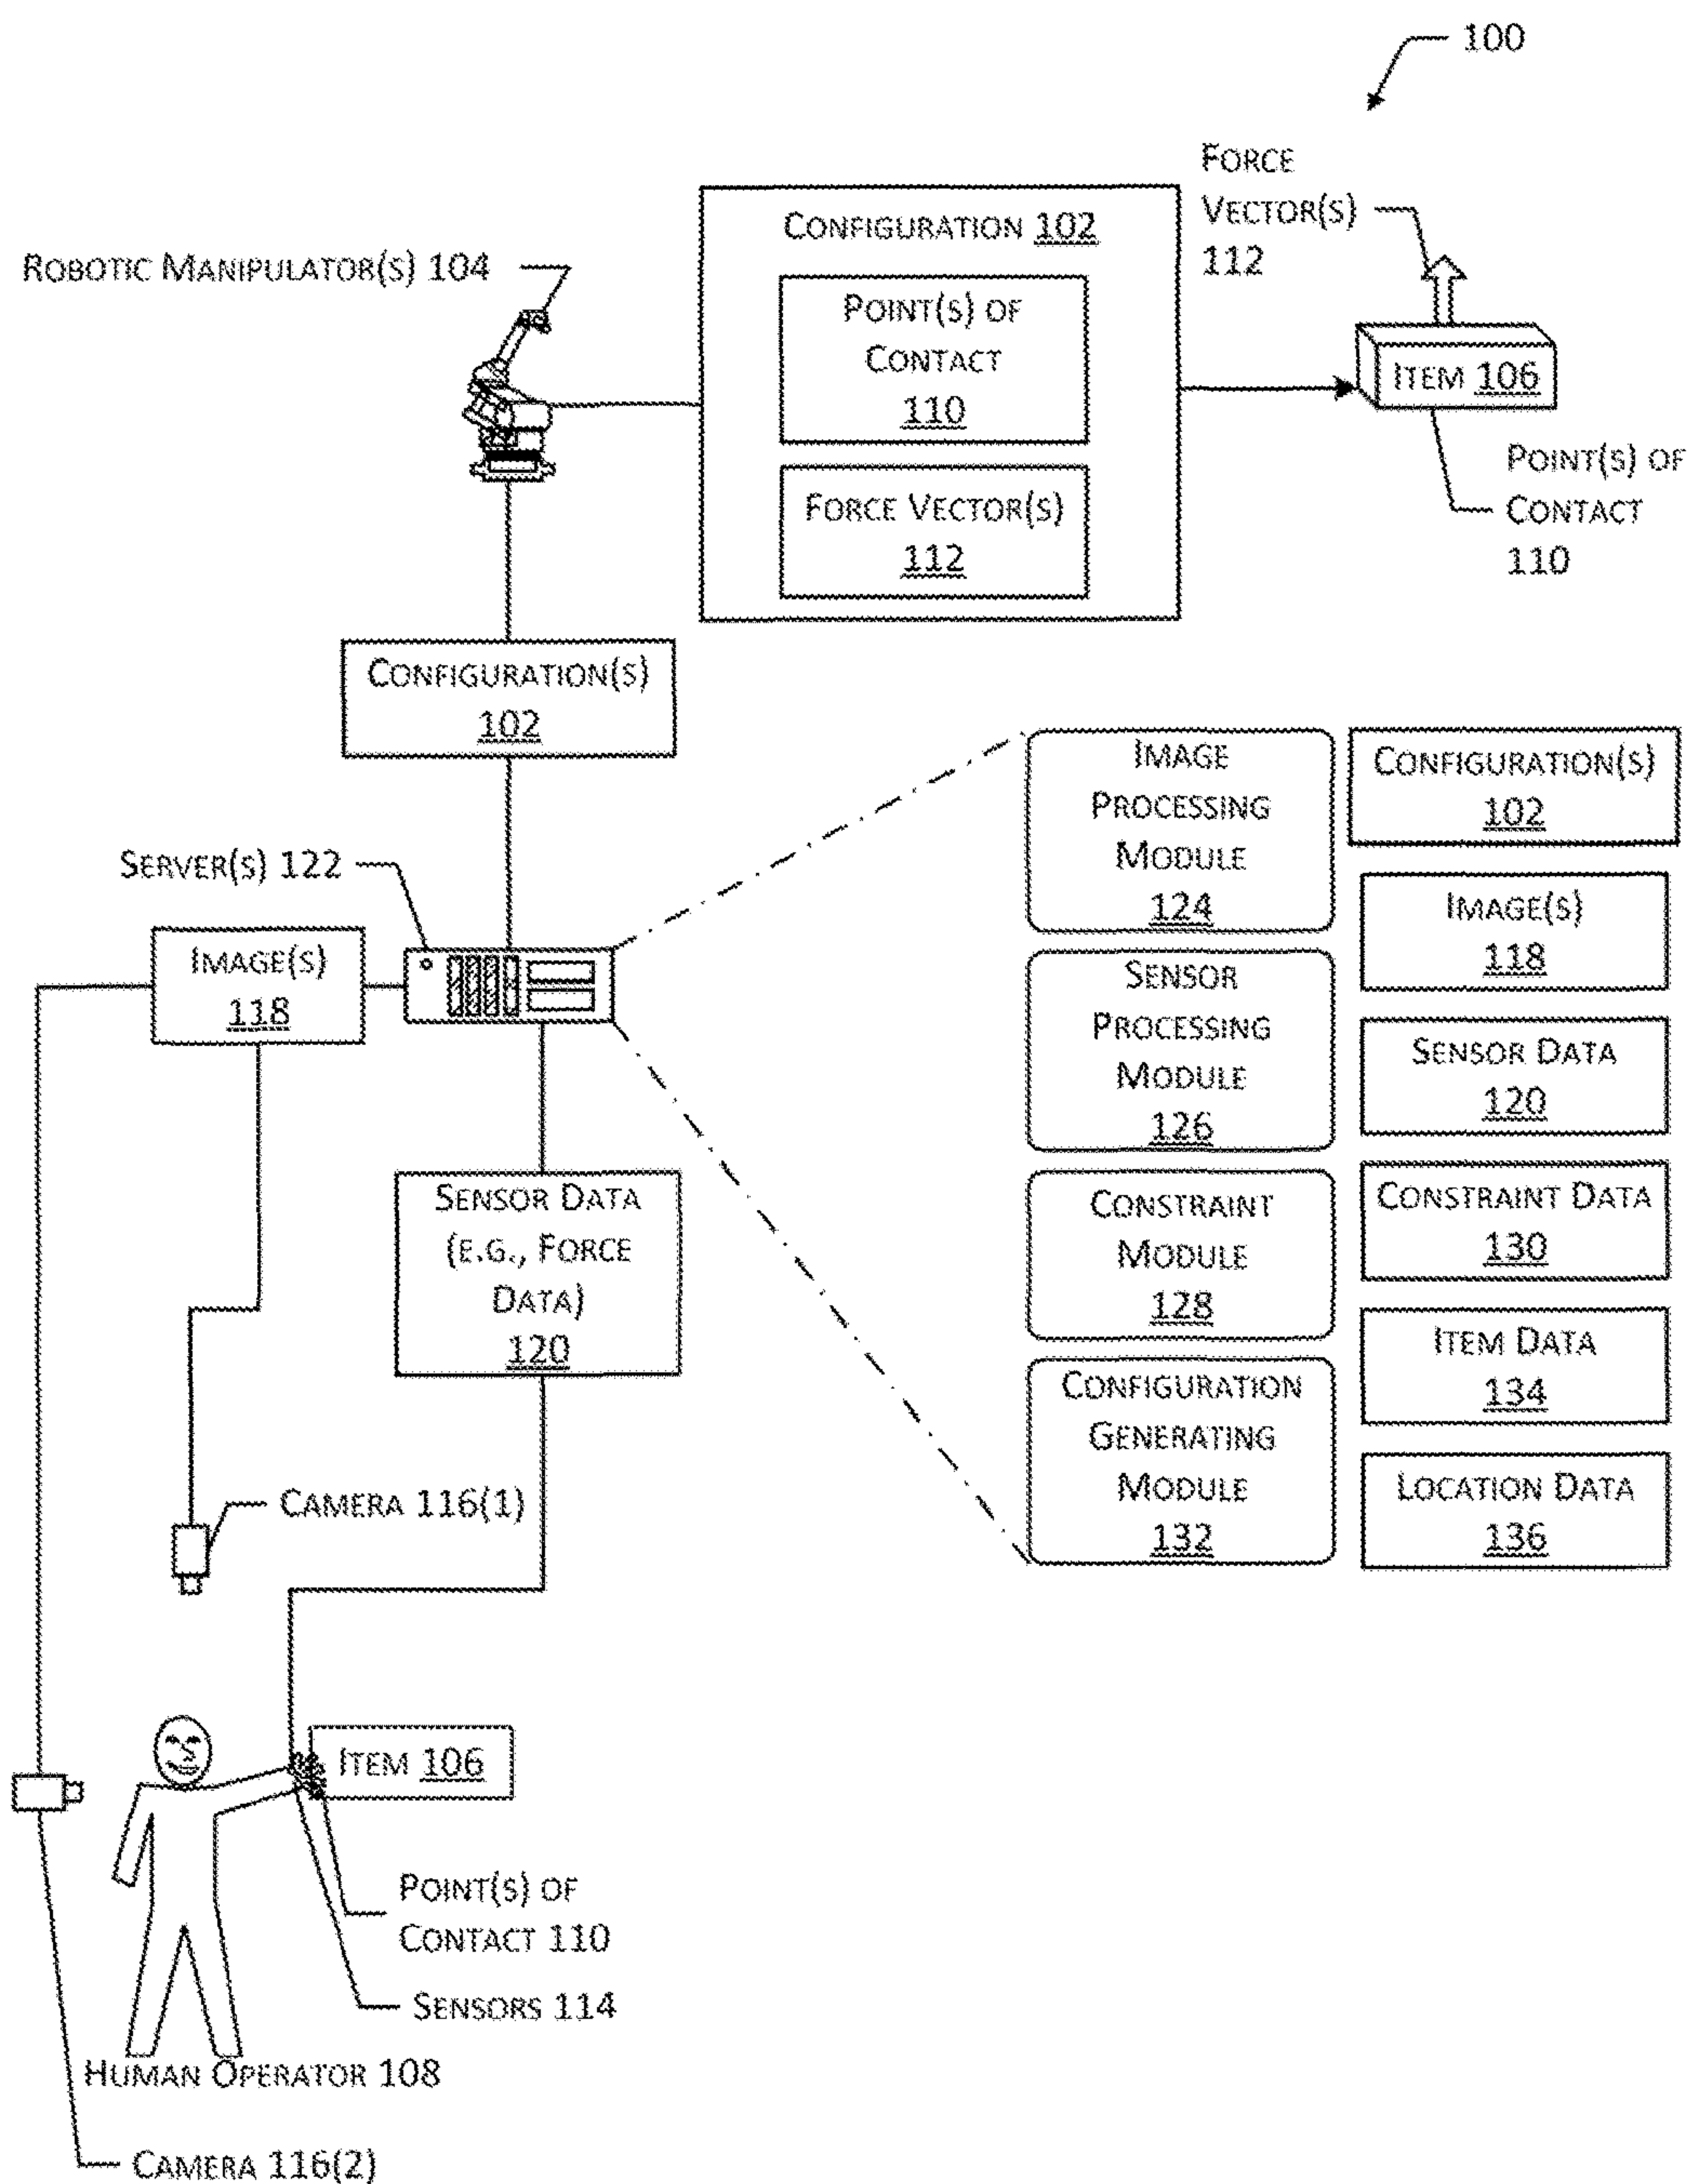 100
FORCE
VECTOR(S)
112
CONFIGURATION 102
ROBOTIC MANIPULATOR(S) 104
POINT(S) OF
CONTACT
110
ITEM 106
FORCE VECTOR(S)
112
POINT(S) OF
CONTACT
110
CONFIGURATION(S)
102
IMAGE
PROCESSING
MODULE
124
CONFIGURATION(S)
102
SERVER(S) 122
IMAGE(S)
118
IMAGE(S)
118
SENSOR
PROCESSING
MODULE
126
SENSOR DATA
120
SENSOR DATA
(E.G., FORCE
DATA)
120
CONSTRAINT
MODULE
128
CONSTRAINT DATA
130
ITEM DATA
134
CONFIGURATION
GENERATING
MODULE
132
LOCATION DATA
136
CAMERA 116(1)
ITEM 106
POINT(S) OF
CONTACT 110
SENSORS 114
HUMAN OPERATOR 108
CAMERA 116(2)